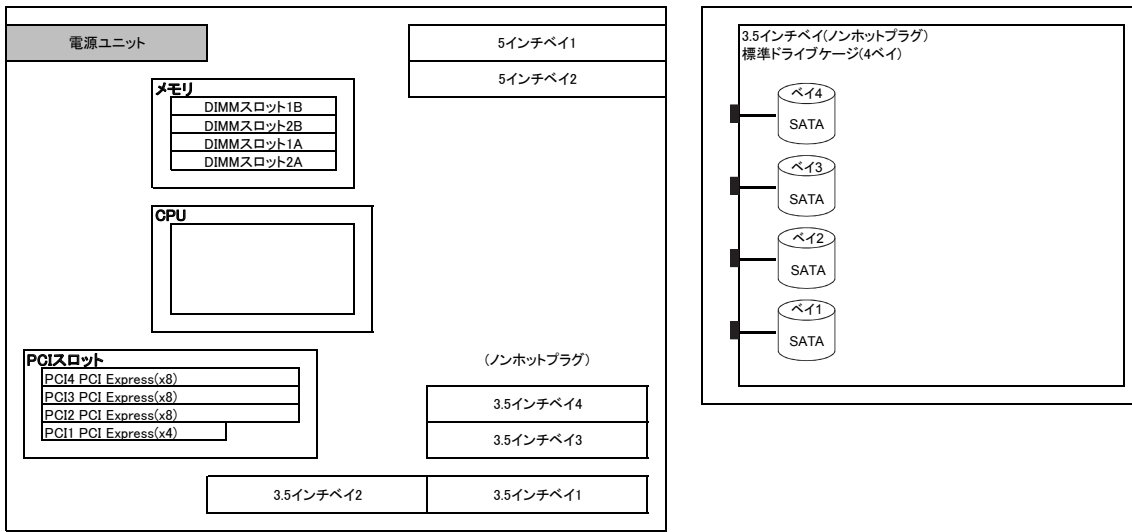 電源ユニット
5インチベイ1
5インチベイ2
メモリ
DIMMスロット1B
DIMMスロット2B
DIMMスロット1A
DIMMスロット2A
CPU
PCIスロット
PCI4 PCI Express(x8)
PCI3 PCI Express(x8)
PCI2 PCI Express(x8)
PCI1 PCI Express(x4)
(ノンホットプラグ)
3.5インチベイ4
3.5インチベイ3
3.5インチベイ2
3.5インチベイ1
3.5インチベイ(ノンホットプラグ)
標準ドライブケージ(4ベイ)
ベイ4
SATA
ベイ3
SATA
ベイ2
SATA
ベイ1
SATA